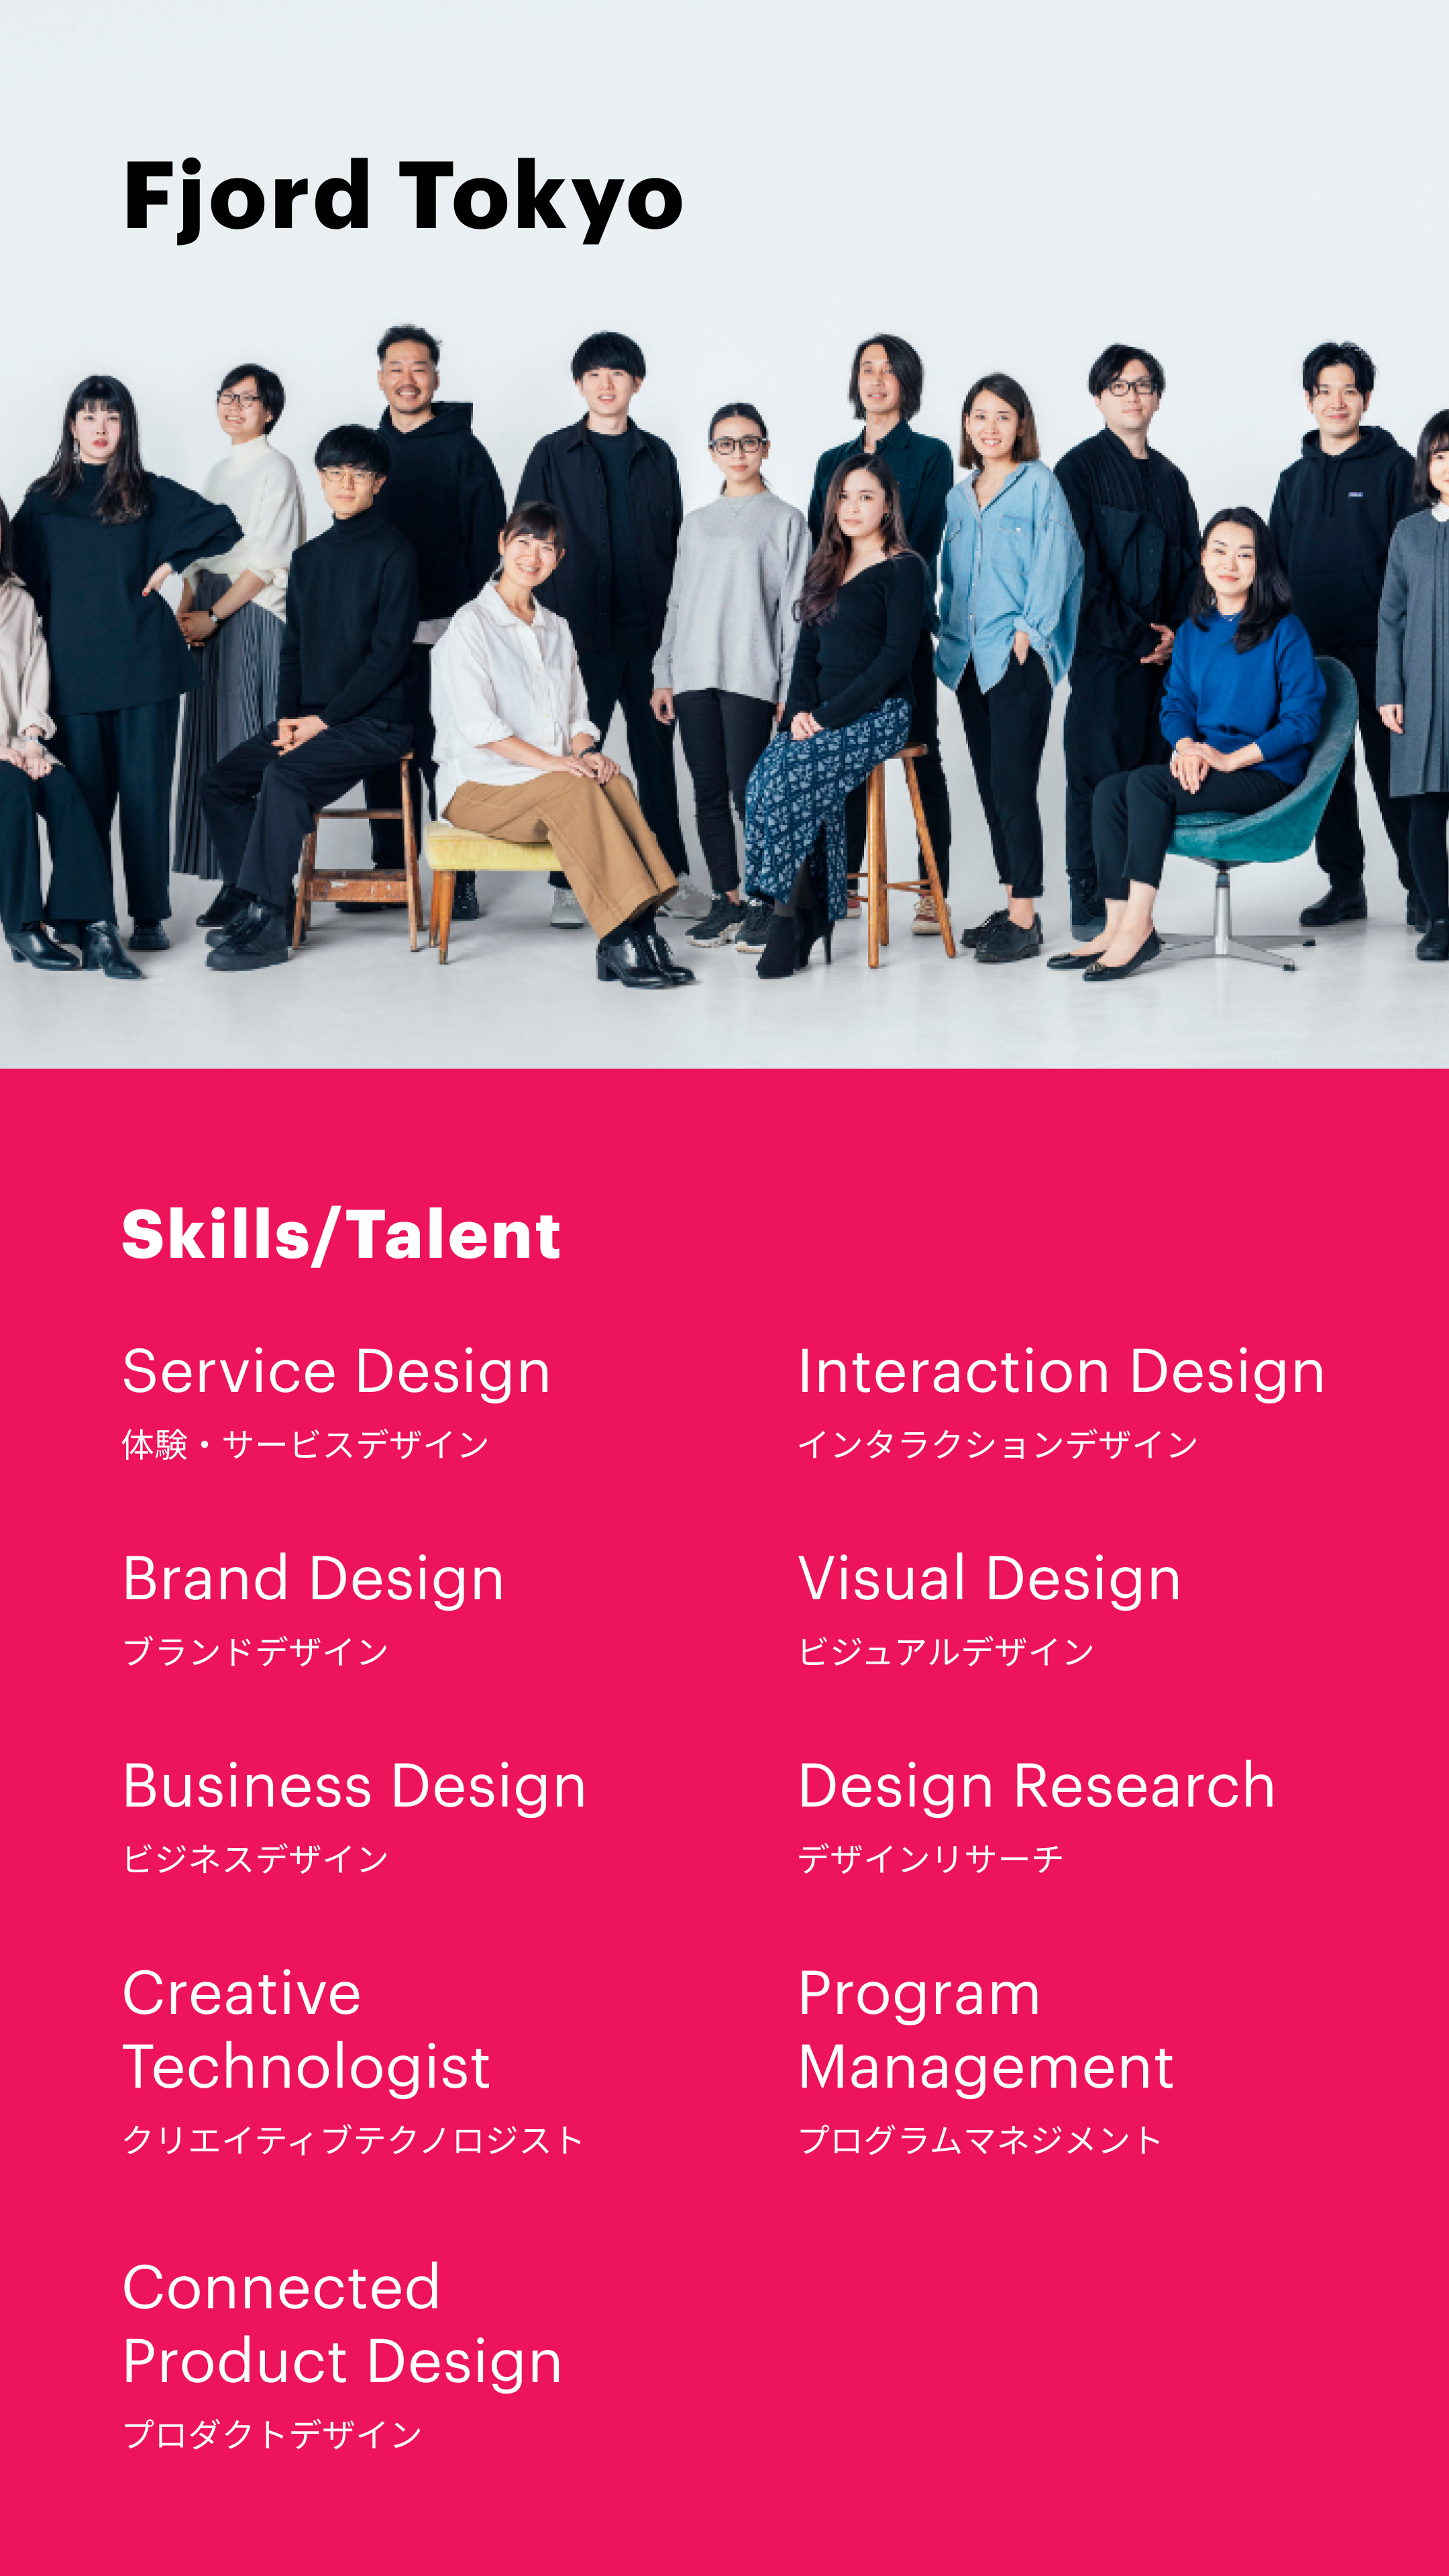 Fjord Tokyo
Skills/Talent
Service Design
体験・サービスデザイン
Interaction Design
インタラクションデザイン
Brand Design
ブランドデザイン
Visual Design
ビジュアルデザイン
Business Design
ビジネスデザイン
Design Research
デザインリサーチ
Creative
Technologist
クリエイティブテクノロジスト
Program
Management
プログラムマネジメント
Connected
Product Design
プロダクトデザイン